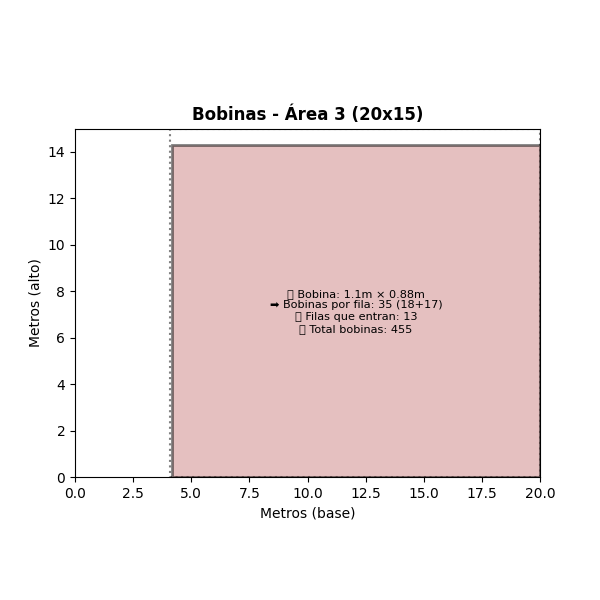 Bobinas - Área 3 (20x15)
Metros (alto)
14
12
10
8
6
4
2
0
▯ Bobina: 1.1m × 0.88m
➡ Bobinas por fila: 35 (18+17)
▯ Filas que entran: 13
▯ Total bobinas: 455
0.0 2.5 5.0 7.5 10.0 12.5 15.0 17.5 20.0
Metros (base)